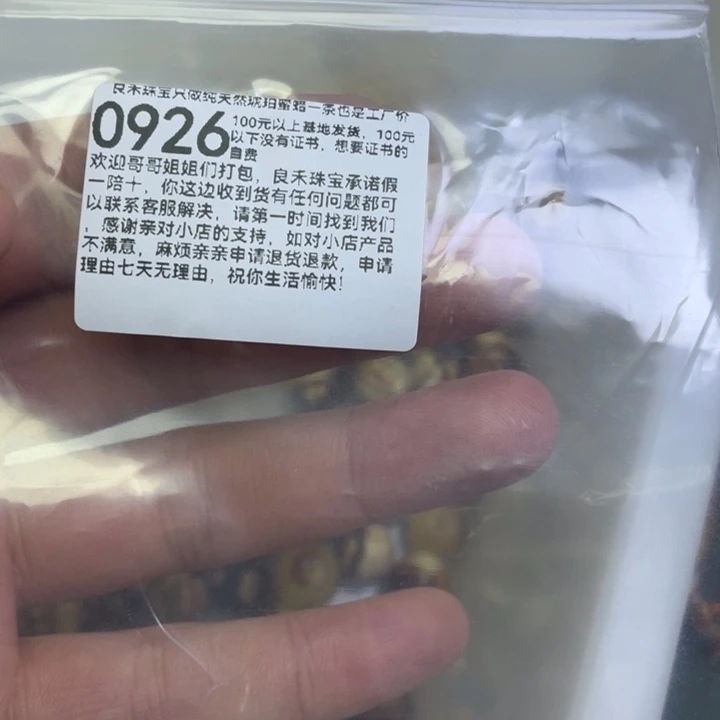 良禾珠宝只做纯天然琥珀蜜蜡一条也是工厂价
0926
100元以上基地发货，100元
以下没有证书，想要证书的
自费
欢迎哥哥姐姐们打包，良禾珠宝承诺假
一陪十，你这边收到货有任何问题都可
以联系客服解决，请第一时间找到我们
，感谢亲对小店的支持，如对小店产品
不满意，麻烦亲亲申请退货退款，申请
理由七天无理由，祝你生活愉快！